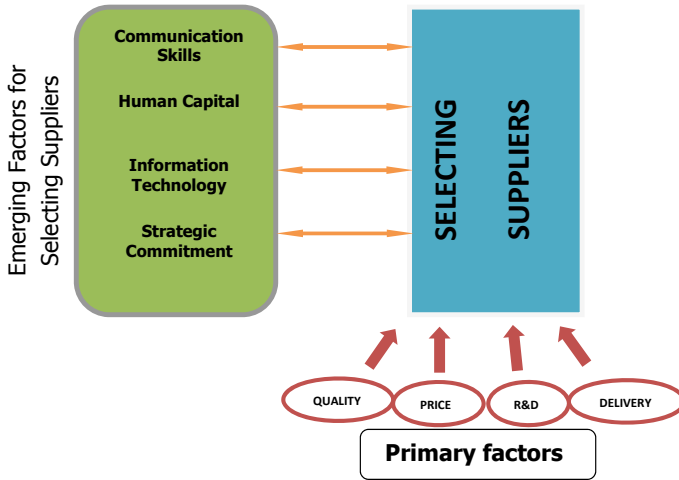 Emerging Factors for
Selecting Suppliers
Communication
Skills
Human Capital
Information
Technology
Strategic
Commitment
SELECTING
SUPPLIERS
QUALITY
PRICE
R&D
DELIVERY
Primary factors